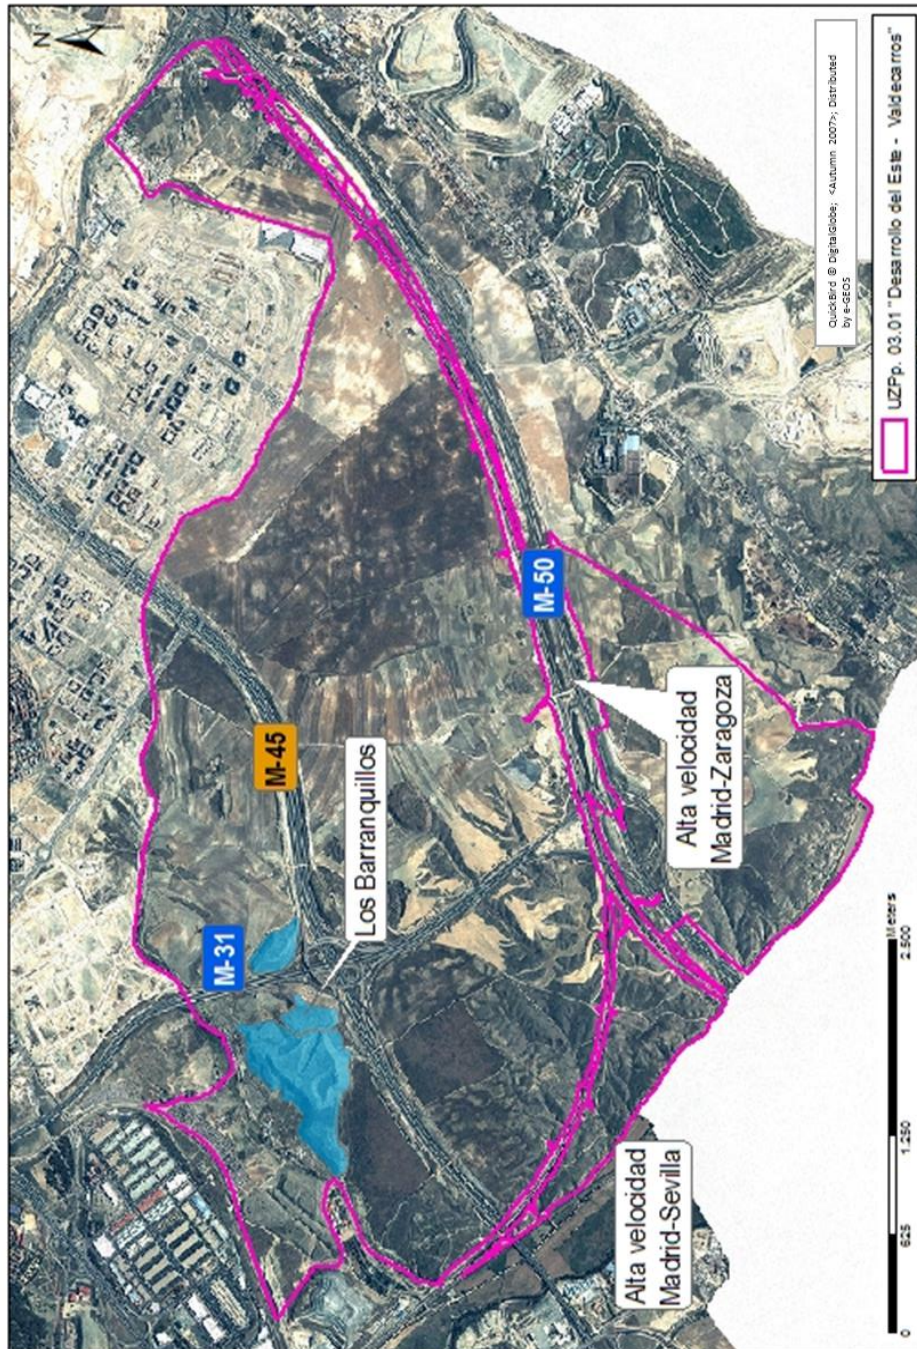 N
M-31
M-45
Los Barranquillos
M-50
Alta velocidad
Madrid-Zaragoza
Alta velocidad
Madrid-Sevilla
QuickBird @ DigitalGlobe; <Autumn 2007>; Distributed
by e-GEOS
UZPp. 03.01 "Desarrollo del Este - Valdecarros"
0 625 1.250 2.500
Meters